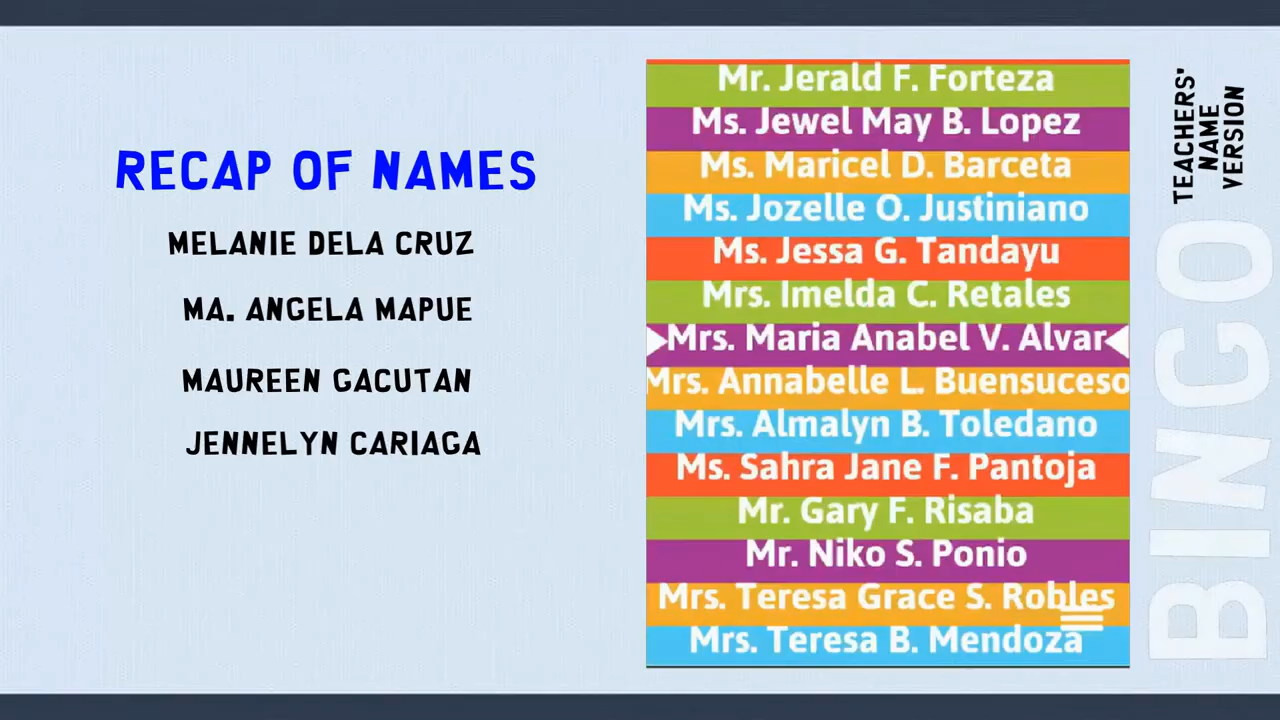 RECAP OF NAMES
MELANIE DELA CRUZ
MA. ANGELA MAPUE
MAUREEN GACUTAN
JENNELYN CARIAGA
Mr. Jerald F. Forteza
Ms. Jewel May B. Lopez
Ms. Maricel D. Barceta
Ms. Jozelle O. Justiniano
Ms. Jessa G. Tandayu
Mrs. Imelda C. Retales
Mrs. Maria Anabel V. Alvar
Mrs. Annabelle L. Buensuceso
Mrs. Almalyn B. Toledano
Ms. Sahra Jane F. Pantoja
Mr. Gary F. Risaba
Mr. Niko S. Ponio
Mrs. Teresa Grace S. Robles
Mrs. Teresa B. Mendoza
BINGO
TEACHERS'
NAME
VERSION